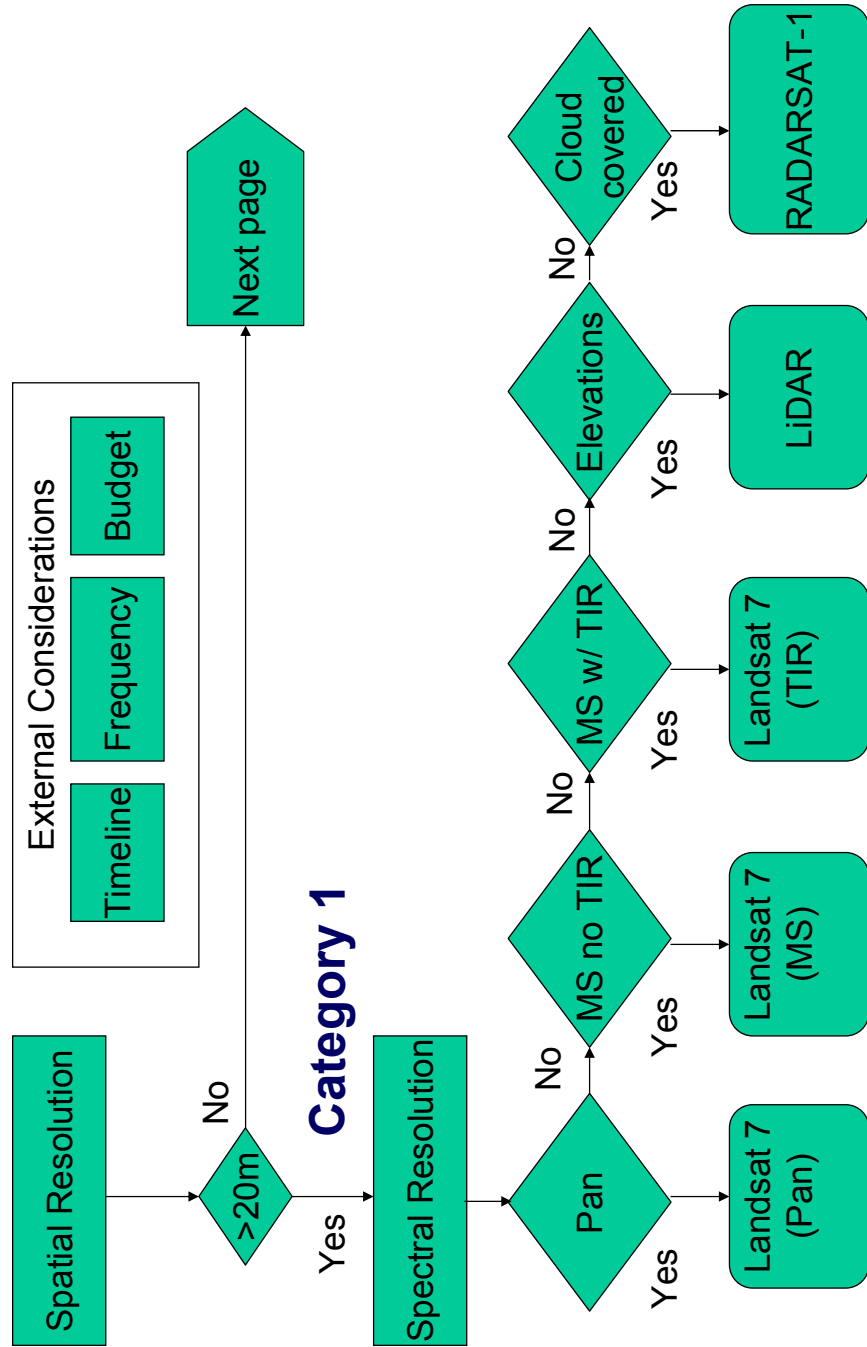 Spatial Resolution
External Considerations
Timeline
Frequency
Budget
>20m
No
Next page
Yes
Category 1
Spectral Resolution
Pan
No
MS no TIR
No
MS w/ TIR
No
Elevations
No
Cloud
covered
Yes
Yes
Yes
Yes
Yes
Landsat 7
(Pan)
Landsat 7
(MS)
Landsat 7
(TIR)
LiDAR
RADARSAT-1